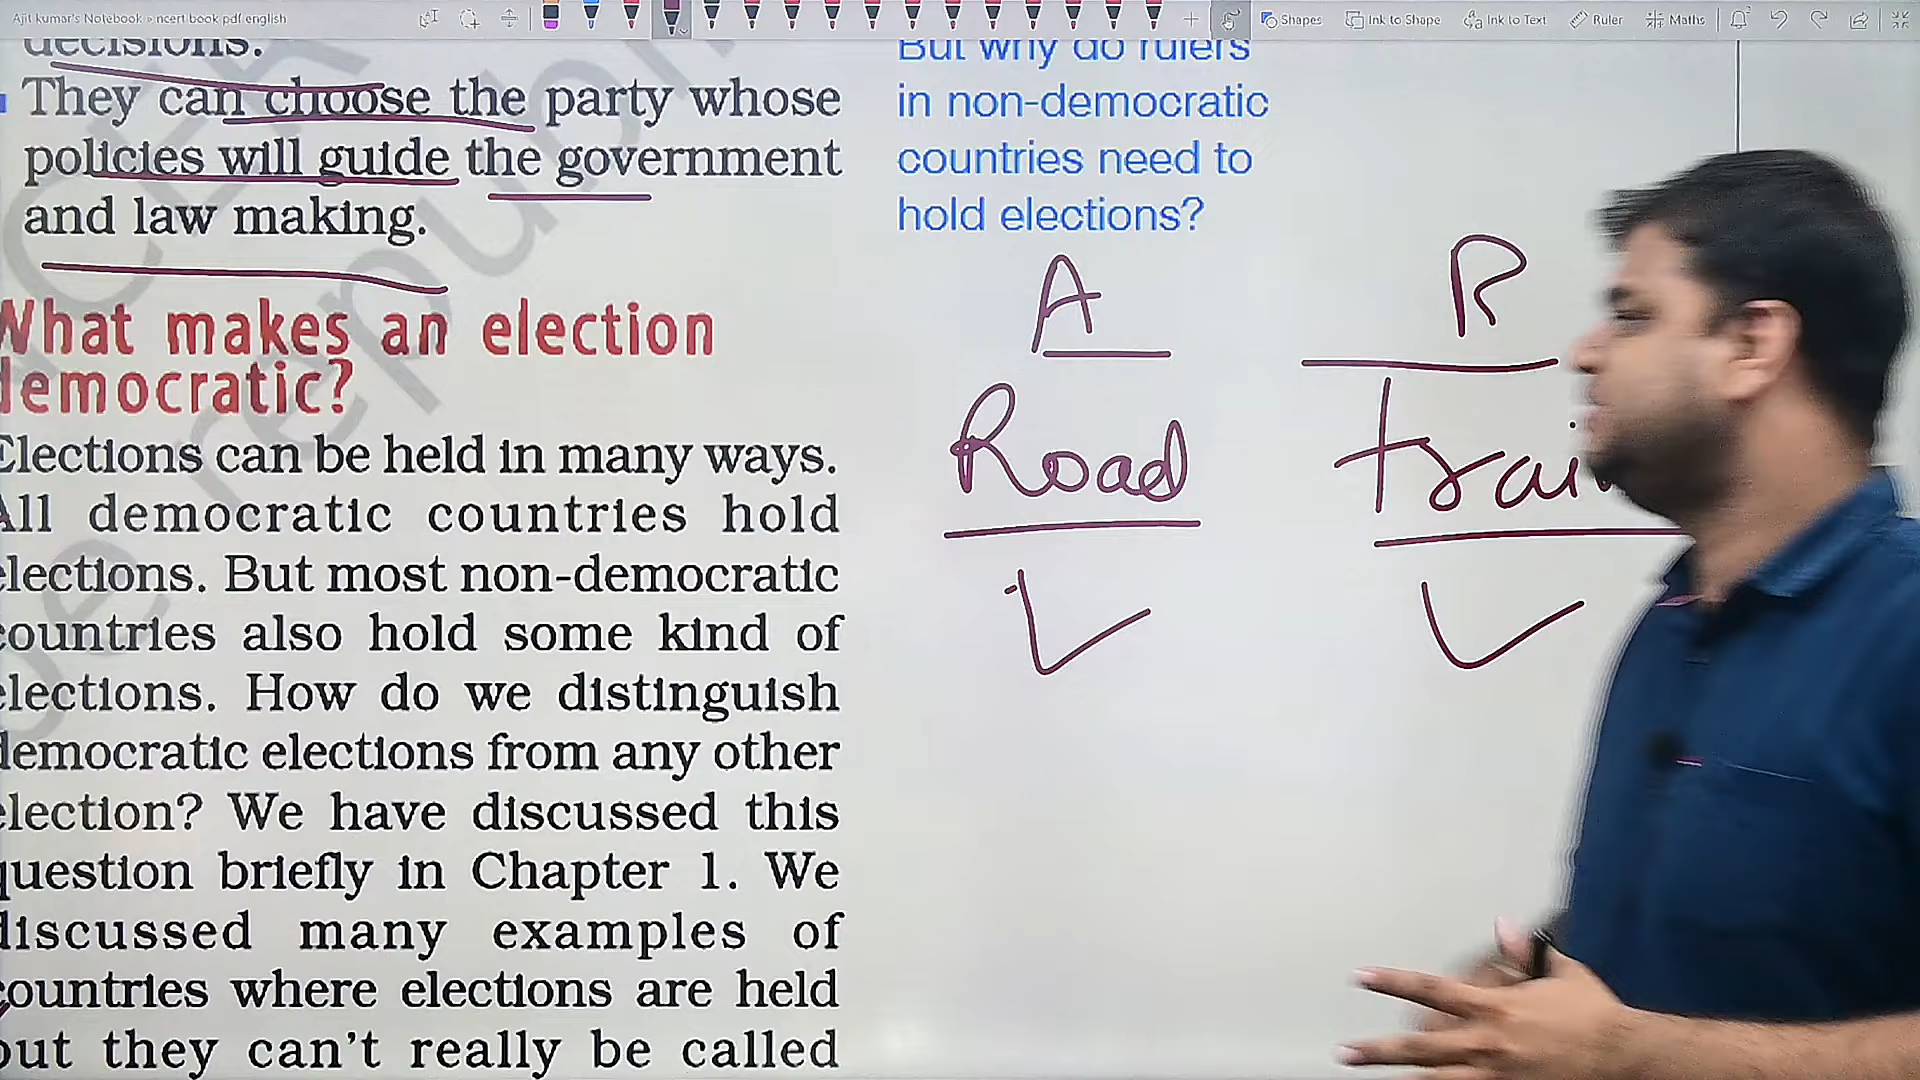 Ajit kumar's Notebook » ncert book pdf english
Shapes
Ink to Shape
Ink to Text
Ruler
Maths
decisions.
They can choose the party whose
policies will guide the government
and law making.
What makes an election
democratic?
Elections can be held in many ways.
All democratic countries hold
elections. But most non-democratic
countries also hold some kind of
elections. How do we distinguish
democratic elections from any other
election? We have discussed this
question briefly in Chapter 1. We
discussed many examples of
countries where elections are held
but they can't really be called
But why do rulers
in non-democratic
countries need to
hold elections?
A
Road